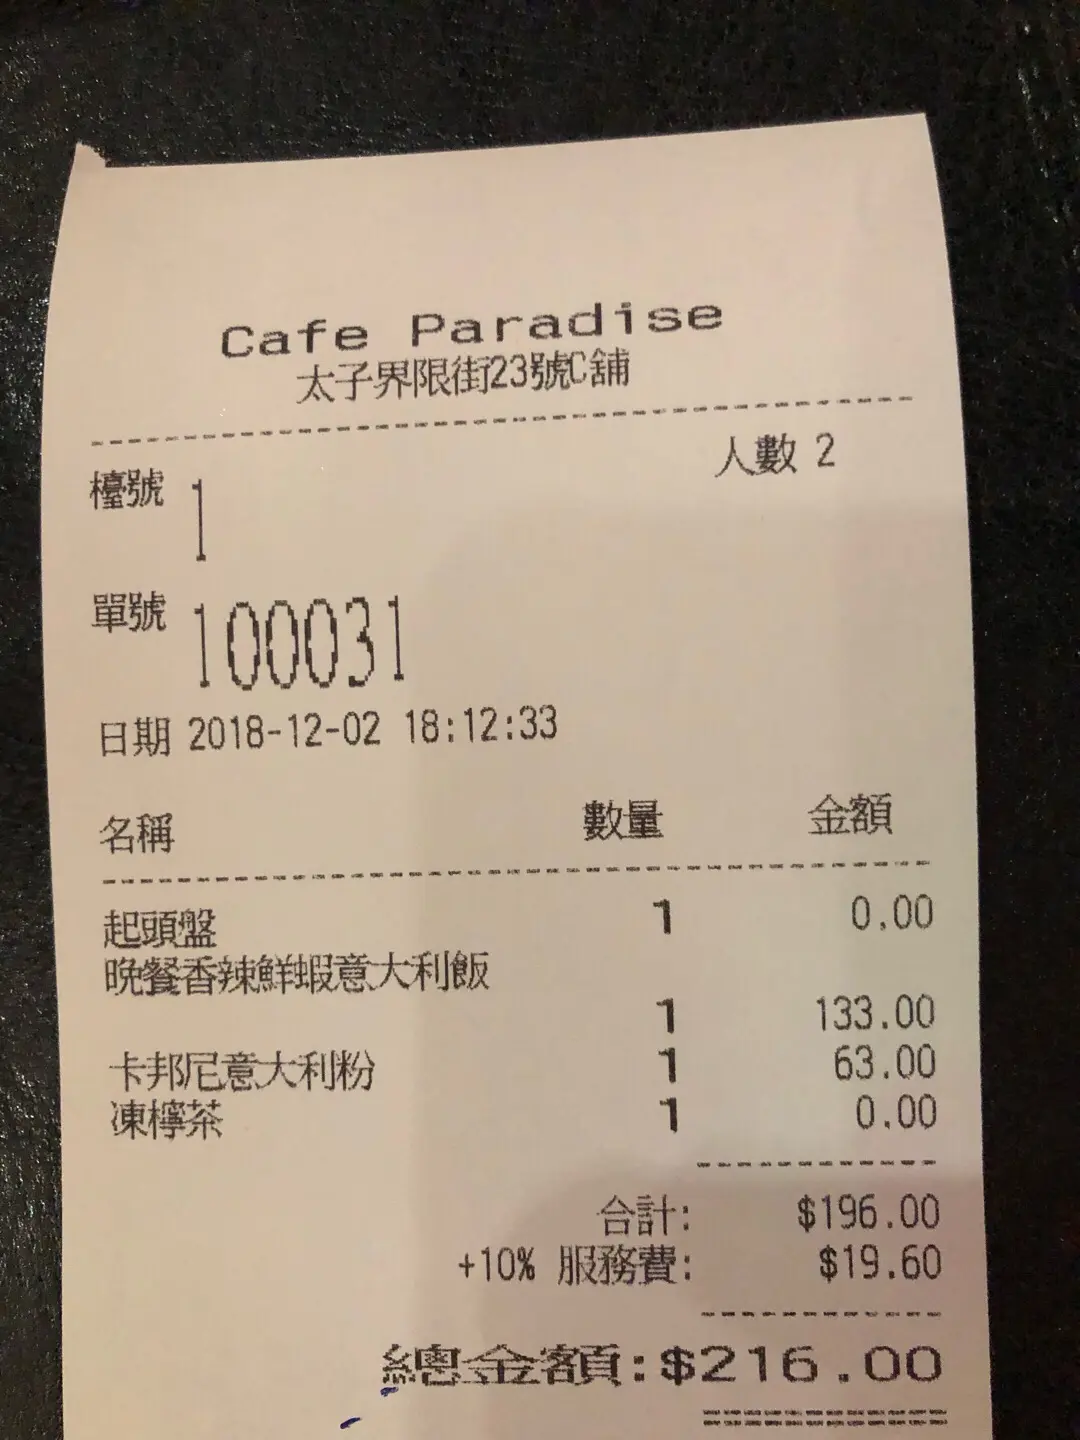 Cafe Paradise
太子界限街23號C舖
人數 2
檯號 1
單號 100031
日期 2018-12-02 18:12:33
名稱 數量 金額
起頭盤 1 0.00
晚餐香辣鮮蝦意大利飯
1 133.00
卡邦尼意大利粉 1 63.00
凍檸茶 1 0.00
合計: $196.00
+10% 服務費: $19.60
總金額:$216.00